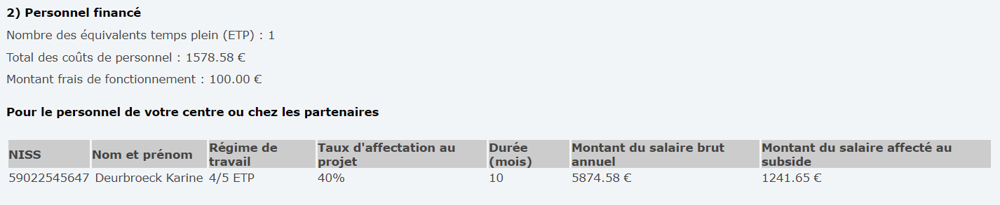 2) Personnel financé
Nombre des équivalents temps plein (ETP) : 1
Total des coûts de personnel : 1578.58 €
Montant frais de fonctionnement : 100.00 €
Pour le personnel de votre centre ou chez les partenaires
NISS Nom et prénom Régime de travail Taux d'affectation au projet Durée (mois) Montant du salaire brut annuel Montant du salaire affecté au subside
59022545647 Deurbroeck Karine 4/5 ETP 40% 10 5874.58 € 1241.65 €